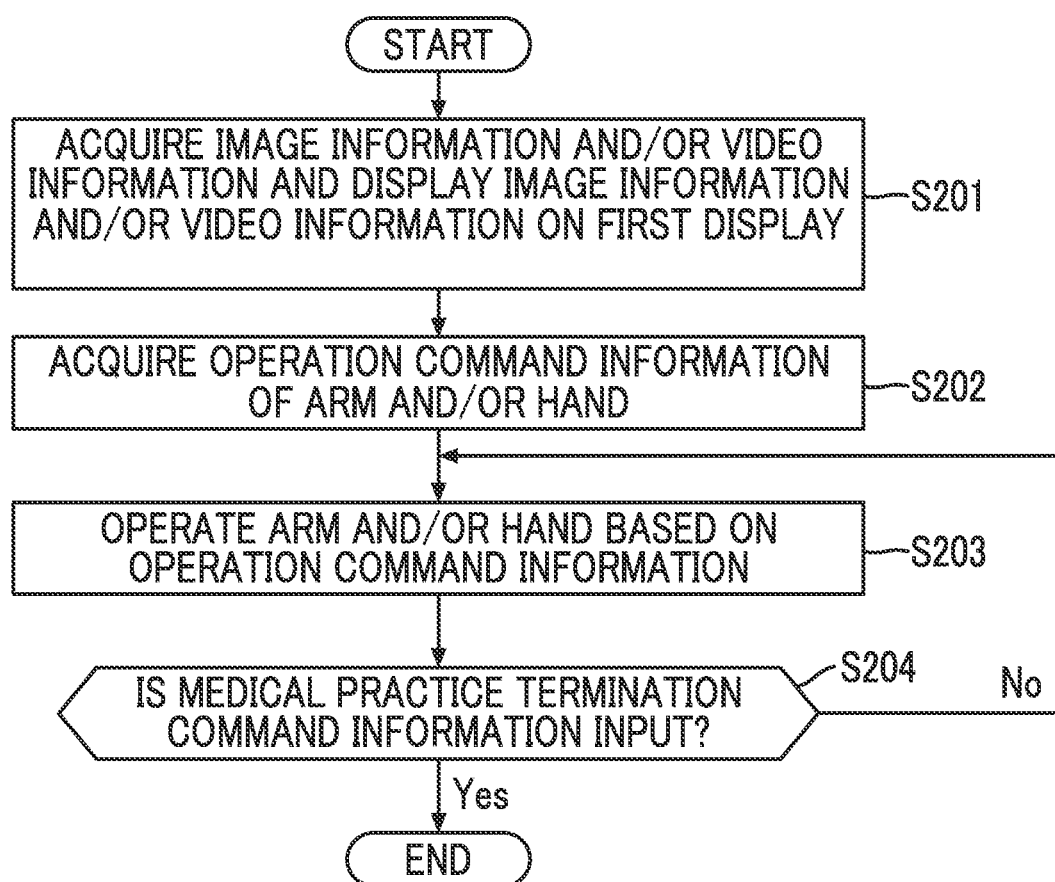 START
ACQUIRE IMAGE INFORMATION AND/OR VIDEO
INFORMATION AND DISPLAY IMAGE INFORMATION
AND/OR VIDEO INFORMATION ON FIRST DISPLAY
S201
ACQUIRE OPERATION COMMAND INFORMATION
OF ARM AND/OR HAND
S202
OPERATE ARM AND/OR HAND BASED ON
OPERATION COMMAND INFORMATION
S203
IS MEDICAL PRACTICE TERMINATION
COMMAND INFORMATION INPUT?
S204
No
Yes
END